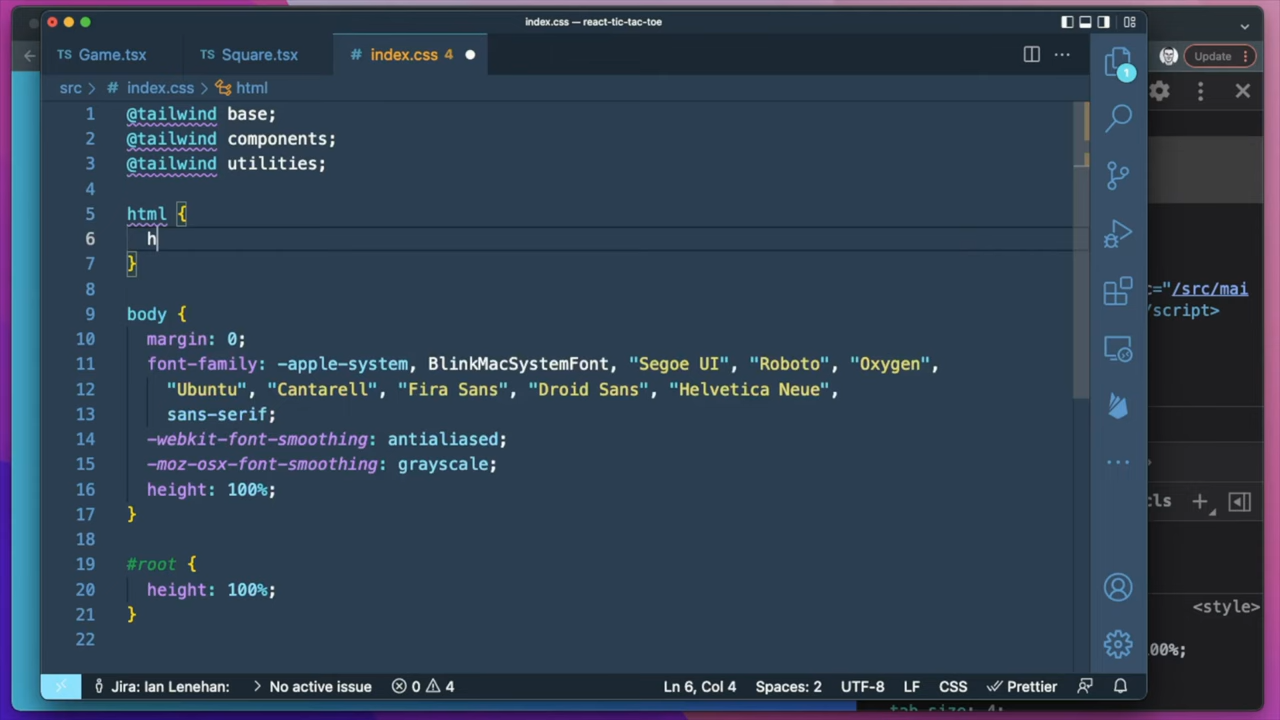 index.css — react-tic-tac-toe
TS Game.tsx
TS Square.tsx
# index.css 4
Update
src > # index.css > html
1 @tailwind base;
2 @tailwind components;
3 @tailwind utilities;
4
5 html {
6 h
7 }
8
9 body {
10 margin: 0;
11 font-family: -apple-system, BlinkMacSystemFont, "Segoe UI", "Roboto", "Oxygen",
12 "Ubuntu", "Cantarell", "Fira Sans", "Droid Sans", "Helvetica Neue",
13 sans-serif;
14 -webkit-font-smoothing: antialiased;
15 -moz-osx-font-smoothing: grayscale;
16 height: 100%;
17 }
18
19 #root {
20 height: 100%;
21 }
22
1
c="/src/mai
/script>
cls
<style>
00%;
Jira: Ian Lenehan: > No active issue 0 4 Ln 6, Col 4 Spaces: 2 UTF-8 LF CSS Prettier